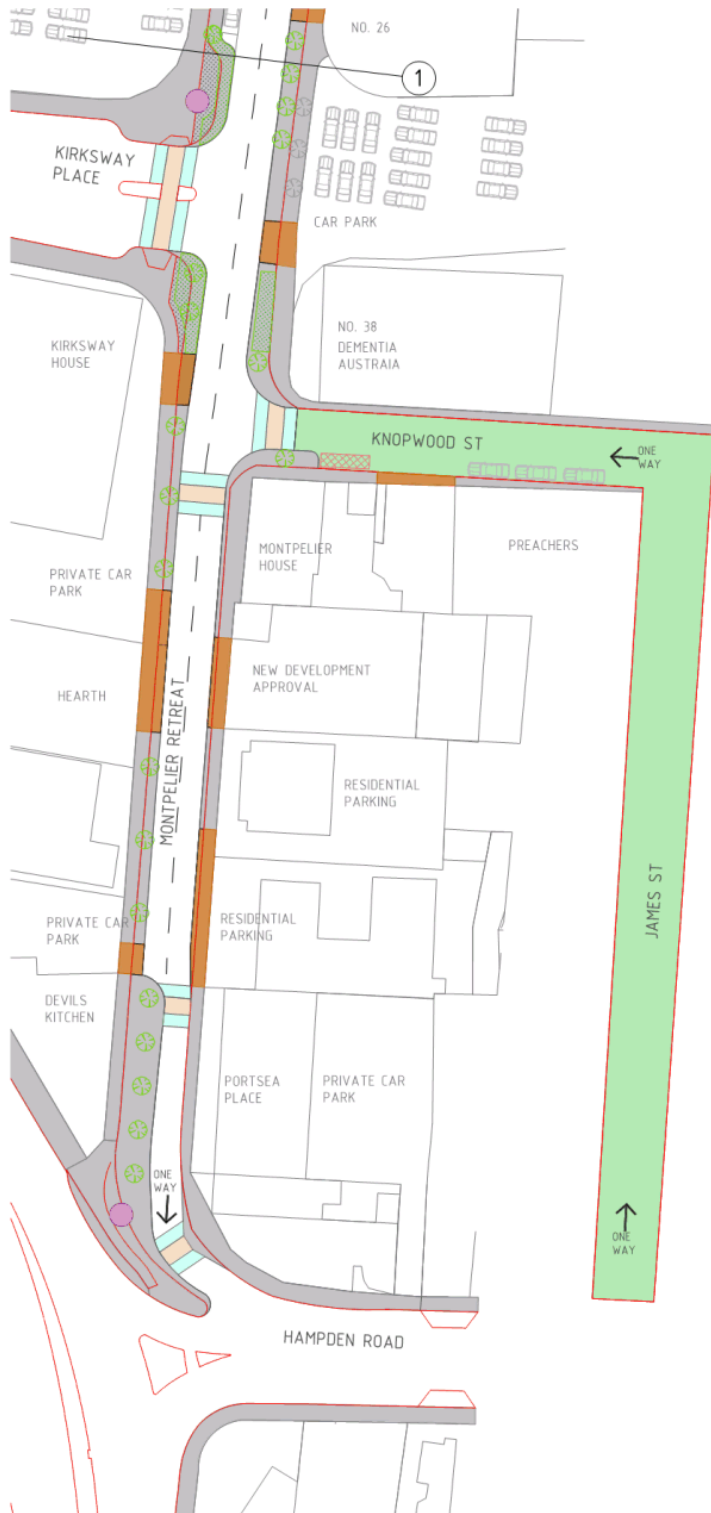 NO. 26
1
KIRKSWAY
PLACE
CAR PARK
NO. 38
DEMENTIA
AUSTRAIA
KIRKSWAY
HOUSE
KNOPWOOD ST
ONE
WAY
MONTPELIER
HOUSE
PREACHERS
PRIVATE CAR
PARK
NEW DEVELOPMENT
APPROVAL
HEARTH
MONTPELIER RETREAT
RESIDENTIAL
PARKING
JAMES ST
PRIVATE CAR
PARK
RESIDENTIAL
PARKING
DEVILS
KITCHEN
PORTSEA
PLACE
PRIVATE CAR
PARK
ONE
WAY
ONE
WAY
HAMPDEN ROAD